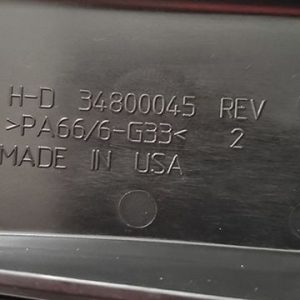 H-D 34800045 REV
>PA66/6-G33< 2
MADE IN USA